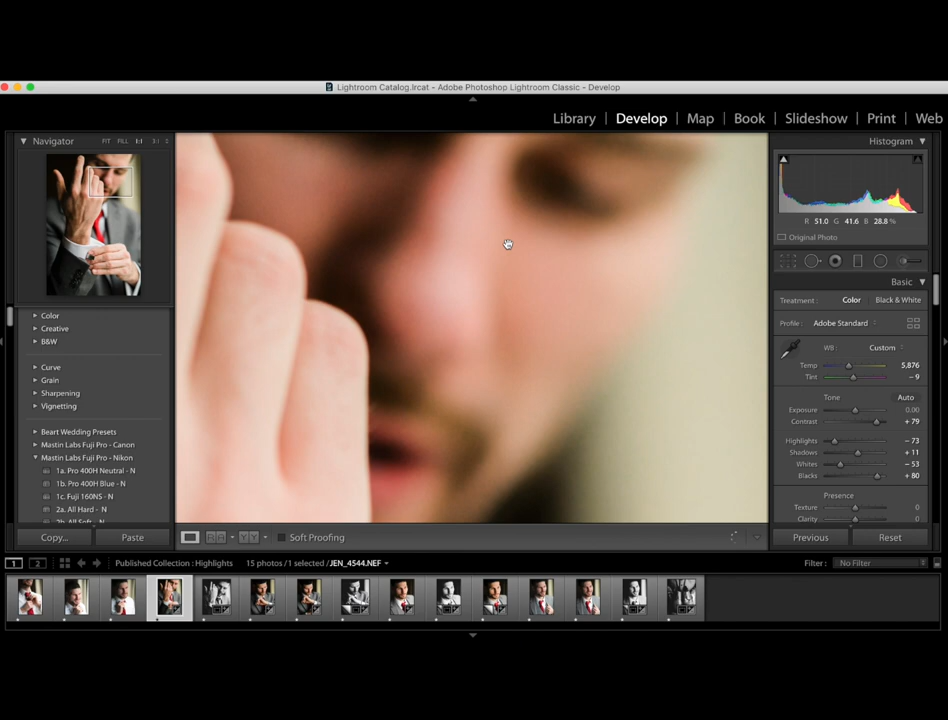 Lightroom Catalog.lrcat - Adobe Photoshop Lightroom Classic - Develop
Library | Develop | Map | Book | Slideshow | Print | Web
Navigator FIT FILL 1:1 3:1
Histogram
R 51.0 G 41.6 B 28.8 %
Original Photo
Basic
Treatment : Color Black & White
Profile : Adobe Standard
WB : Custom
Temp 5,876
Tint – 9
Tone Auto
Exposure 0.00
Contrast + 79
Highlights – 73
Shadows + 11
Whites – 53
Blacks + 80
Presence
Texture 0
Clarity 0
Color
Creative
B&W
Curve
Grain
Sharpening
Vignetting
Beart Wedding Presets
Mastin Labs Fuji Pro - Canon
Mastin Labs Fuji Pro - Nikon
1a. Pro 400H Neutral - N
1b. Pro 400H Blue - N
1c. Fuji 160NS - N
2a. All Hard - N
2b. All Soft - N
Copy... Paste
Soft Proofing
Previous Reset
1 2 Published Collection : Highlights 15 photos / 1 selected / JEN_4544.NEF
Filter : No Filter